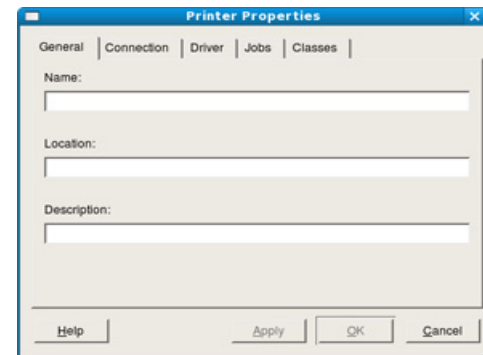 Printer Properties
General Connection Driver Jobs Classes
Name:
Location:
Description:
Help Apply OK Cancel